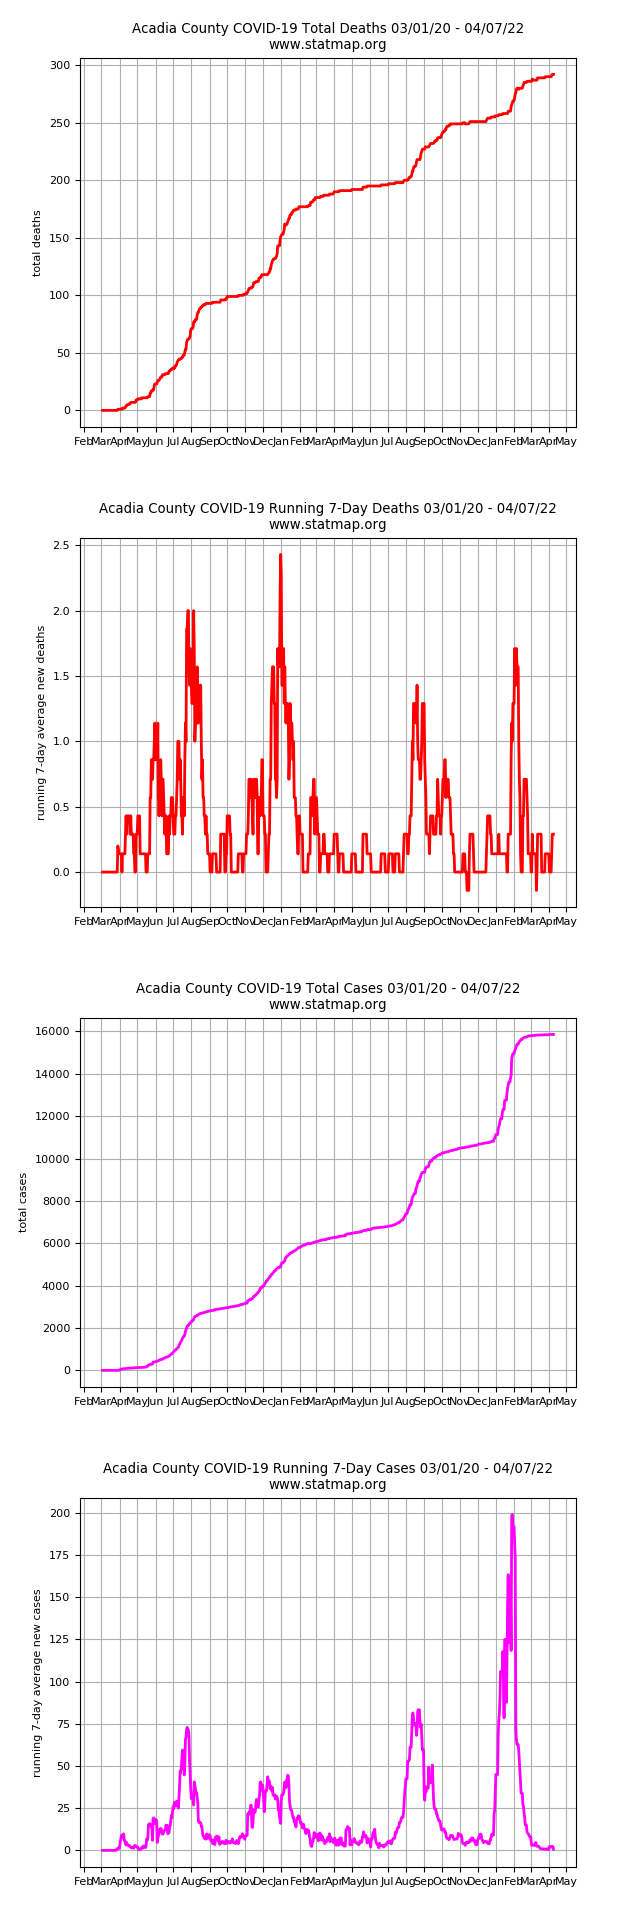 Acadia County COVID-19 Total Deaths 03/01/20 - 04/07/22
www.statmap.org
300
250
200
150
100
50
0
total deaths
Feb Mar Apr May Jun Jul Aug Sep Oct Nov Dec Jan Feb Mar Apr May Jun Jul Aug Sep Oct Nov Dec Jan Feb Mar Apr May
Acadia County COVID-19 Running 7-Day Deaths 03/01/20 - 04/07/22
www.statmap.org
2.5
2.0
1.5
1.0
0.5
0.0
running 7-day average new deaths
Feb Mar Apr May Jun Jul Aug Sep Oct Nov Dec Jan Feb Mar Apr May Jun Jul Aug Sep Oct Nov Dec Jan Feb Mar Apr May
Acadia County COVID-19 Total Cases 03/01/20 - 04/07/22
www.statmap.org
16000
14000
12000
10000
8000
6000
4000
2000
0
total cases
Feb Mar Apr May Jun Jul Aug Sep Oct Nov Dec Jan Feb Mar Apr May Jun Jul Aug Sep Oct Nov Dec Jan Feb Mar Apr May
Acadia County COVID-19 Running 7-Day Cases 03/01/20 - 04/07/22
www.statmap.org
200
175
150
125
100
75
50
25
0
running 7-day average new cases
Feb Mar Apr May Jun Jul Aug Sep Oct Nov Dec Jan Feb Mar Apr May Jun Jul Aug Sep Oct Nov Dec Jan Feb Mar Apr May